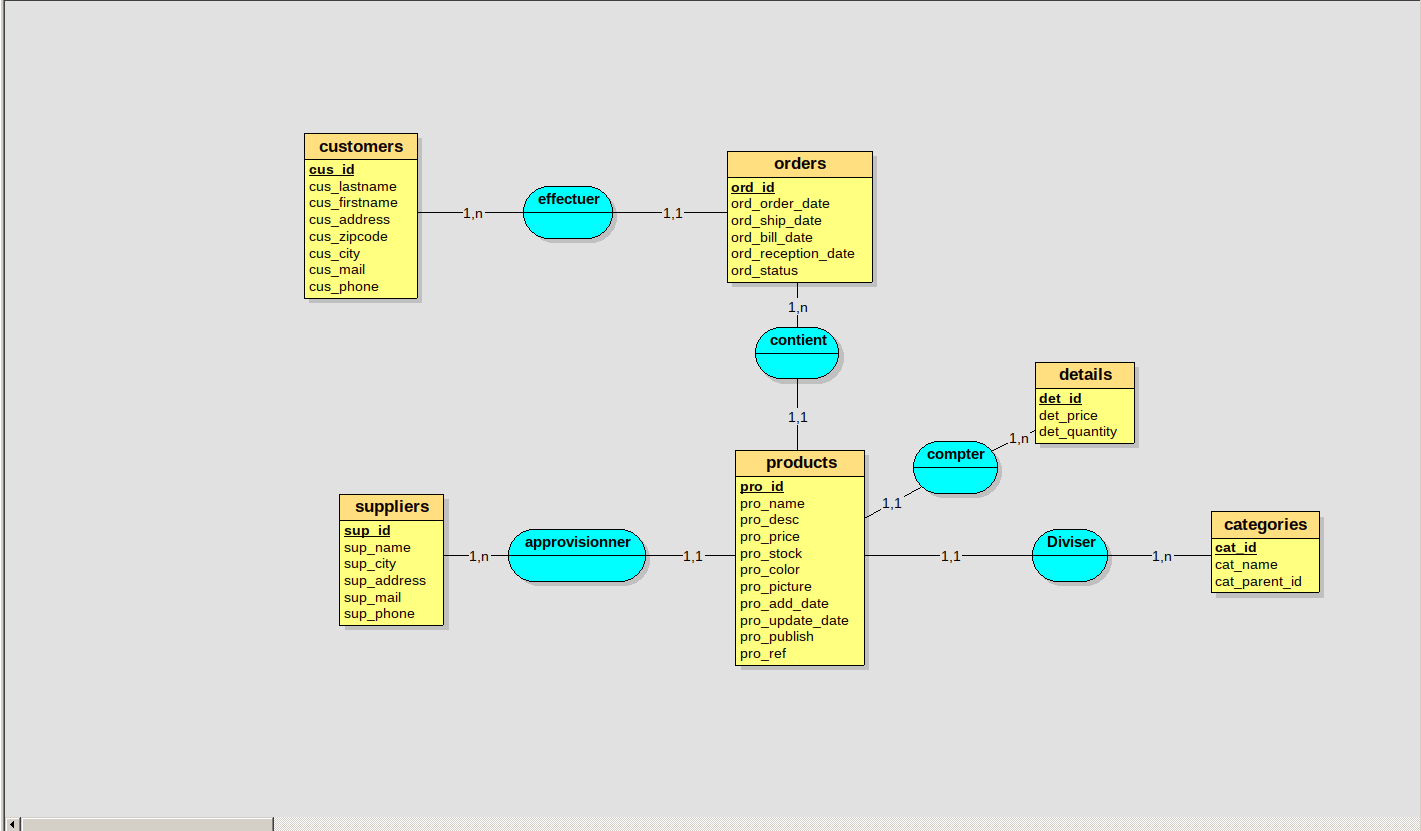 customers
cus_id
cus_lastname
cus_firstname
cus_address
cus_zipcode
cus_city
cus_mail
cus_phone
1,n
effectuer
1,1
orders
ord_id
ord_order_date
ord_ship_date
ord_bill_date
ord_reception_date
ord_status
1,n
contient
1,1
details
det_id
det_price
det_quantity
1,n
compter
1,1
suppliers
sup_id
sup_name
sup_city
sup_address
sup_mail
sup_phone
1,n
approvisionner
1,1
products
pro_id
pro_name
pro_desc
pro_price
pro_stock
pro_color
pro_picture
pro_add_date
pro_update_date
pro_publish
pro_ref
1,1
Diviser
1,n
categories
cat_id
cat_name
cat_parent_id